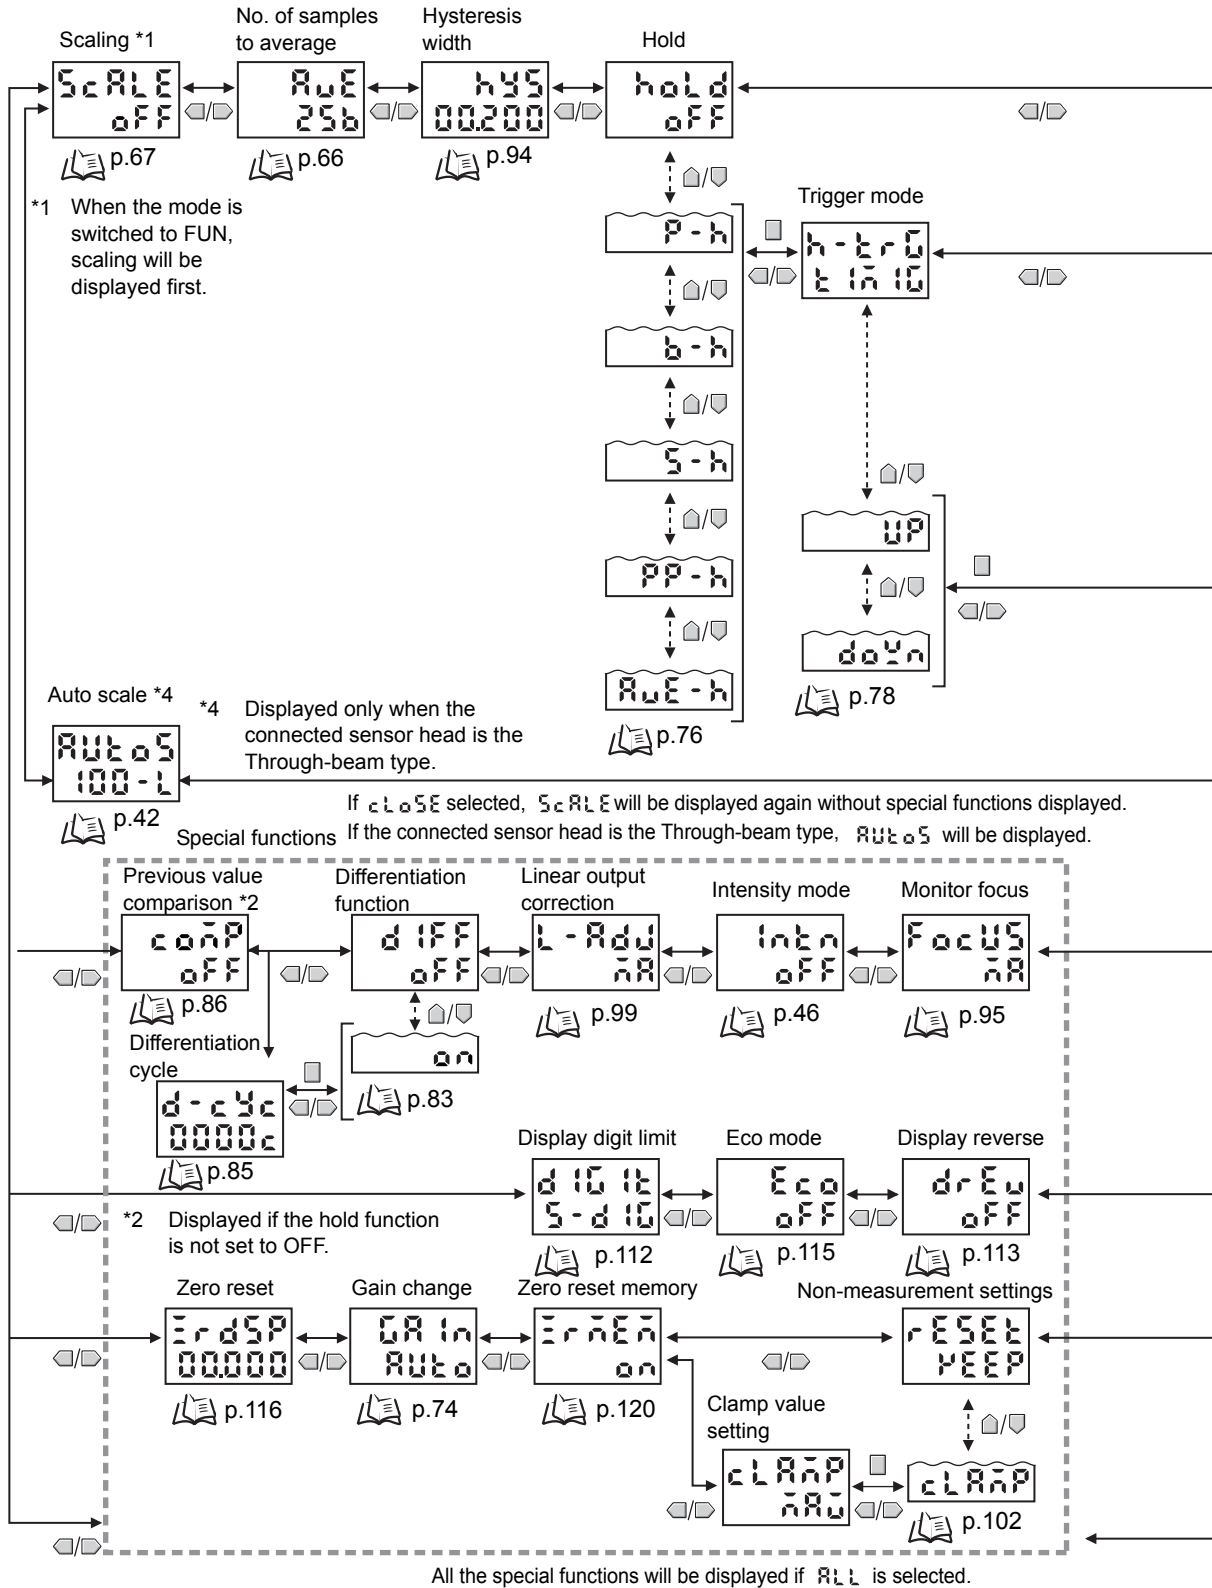 Scaling *1
No. of samples
to average
Hysteresis
width
Hold
ScALE
oFF
AvE
256
hYS
00.200
hoLd
oFF
p.67
p.66
p.94
*1 When the mode is
switched to FUN,
scaling will be
displayed first.
P-h
b-h
S-h
PP-h
AvE-h
p.76
Trigger mode
h-trG
tImIG
UP
doWn
p.78
Auto scale *4
AUtoS
100-L
p.42
*4 Displayed only when the
connected sensor head is the
Through-beam type.
If cLoSE selected, ScALE will be displayed again without special functions displayed.
If the connected sensor head is the Through-beam type, AUtoS will be displayed.
Special functions
Previous value
comparison *2
Differentiation
function
Linear output
correction
Intensity mode
Monitor focus
comP
oFF
dIFF
oFF
L-AdJ
mA
Intn
oFF
FocUS
mA
p.86
on
p.83
p.99
p.46
p.95
Differentiation
cycle
d-cYc
0000c
p.85
Display digit limit
Eco mode
Display reverse
dIGIt
5-dIG
Eco
oFF
drEv
oFF
*2 Displayed if the hold function
is not set to OFF.
p.112
p.115
p.113
Zero reset
Gain change
Zero reset memory
Non-measurement settings
ZrdSP
00.000
GAIn
AUto
ZrmEm
on
rESEt
KEEP
p.116
p.74
p.120
Clamp value
setting
cLAmP
mAv
cLAmP
p.102
All the special functions will be displayed if ALL is selected.